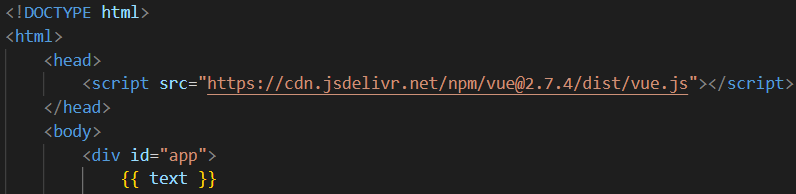 <!DOCTYPE html>
<html>
<head>
<script src="https://cdn.jsdelivr.net/npm/vue@2.7.4/dist/vue.js"></script>
</head>
<body>
<div id="app">
{{ text }}